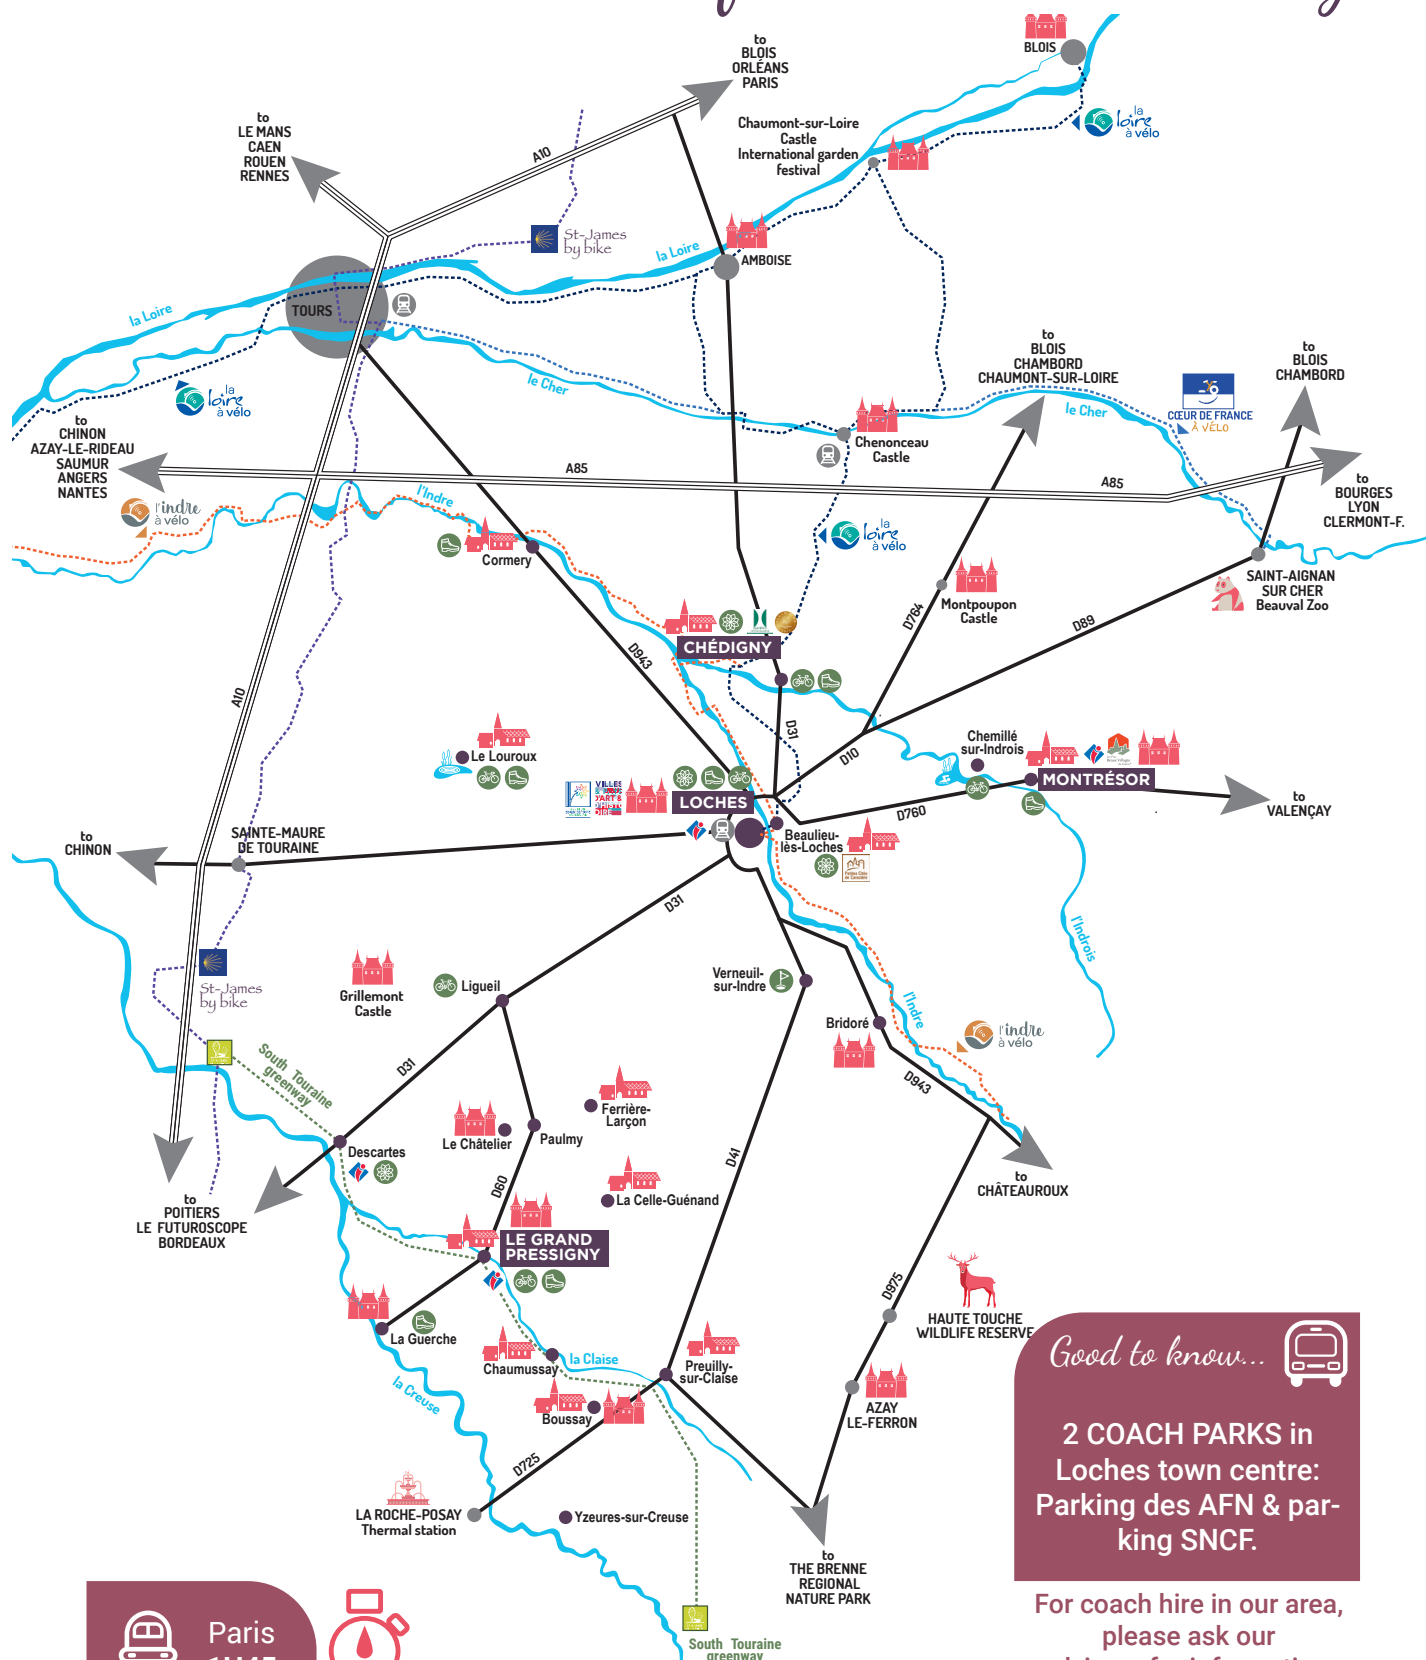 to
BLOIS
ORLÉANS
PARIS
BLOIS
to
LE MANS
CAEN
ROUEN
RENNES
A10
Chaumont-sur-Loire
Castle
International garden
festival
la
loire
à vélo
St-James
by bike
la Loire
AMBOISE
la Loire
TOURS
le Cher
la
loire
à vélo
to
BLOIS
CHAMBORD
CHAUMONT-SUR-LOIRE
to
BLOIS
CHAMBORD
le Cher
CŒUR DE FRANCE
À VÉLO
to
CHINON
AZAY-LE-RIDEAU
SAUMUR
ANGERS
NANTES
Chenonceau
Castle
A85
A85
to
BOURGES
LYON
CLERMONT-F.
l'indre
à vélo
l'Indre
la
loire
à vélo
Cormery
Montpoupon
Castle
SAINT-AIGNAN
SUR CHER
Beauval Zoo
D764
D89
D943
CHÉDIGNY
A10
D31
D10
Le Louroux
Chemillé
sur-Indrois
MONTRÉSOR
VILLES
D'ART &
LOCHES
D760
to
VALENÇAY
to
CHINON
SAINTE-MAURE
DE TOURAINE
Beaulieu-
lès-Loches
D31
l'Indrois
St-James
by bike
Grillemont
Castle
Ligueil
Verneuil-
sur-Indre
l'Indre
Bridoré
l'indre
à vélo
South Touraine
greenway
D31
D943
Ferrière-
Larçon
Le Châtelier
Paulmy
Descartes
D41
D60
La Celle-Guénand
to
CHÂTEAUROUX
to
POITIERS
LE FUTUROSCOPE
BORDEAUX
LE GRAND
PRESSIGNY
D975
HAUTE TOUCHE
WILDLIFE RESERVE
La Guerche
Chaumussay
la Claise
Preuilly-
sur-Claise
la Creuse
Boussay
AZAY
LE-FERRON
D725
LA ROCHE-POSAY
Thermal station
Yzeures-sur-Creuse
to
THE BRENNE
REGIONAL
NATURE PARK
South Touraine
greenway
Good to know...
2 COACH PARKS in
Loches town centre:
Parking des AFN & par-
king SNCF.
For coach hire in our area,
please ask our
Paris